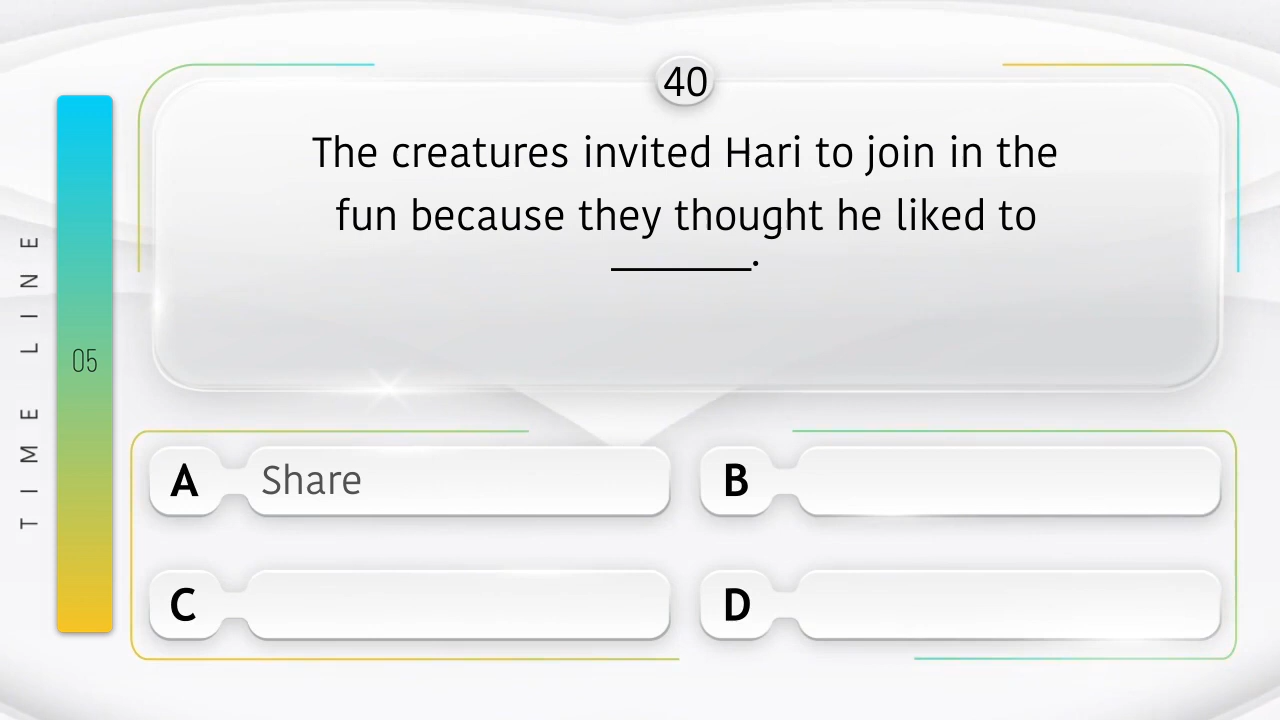 40
The creatures invited Hari to join in the
fun because they thought he liked to
_______.
TIME LINE
05
A Share
B
C
D